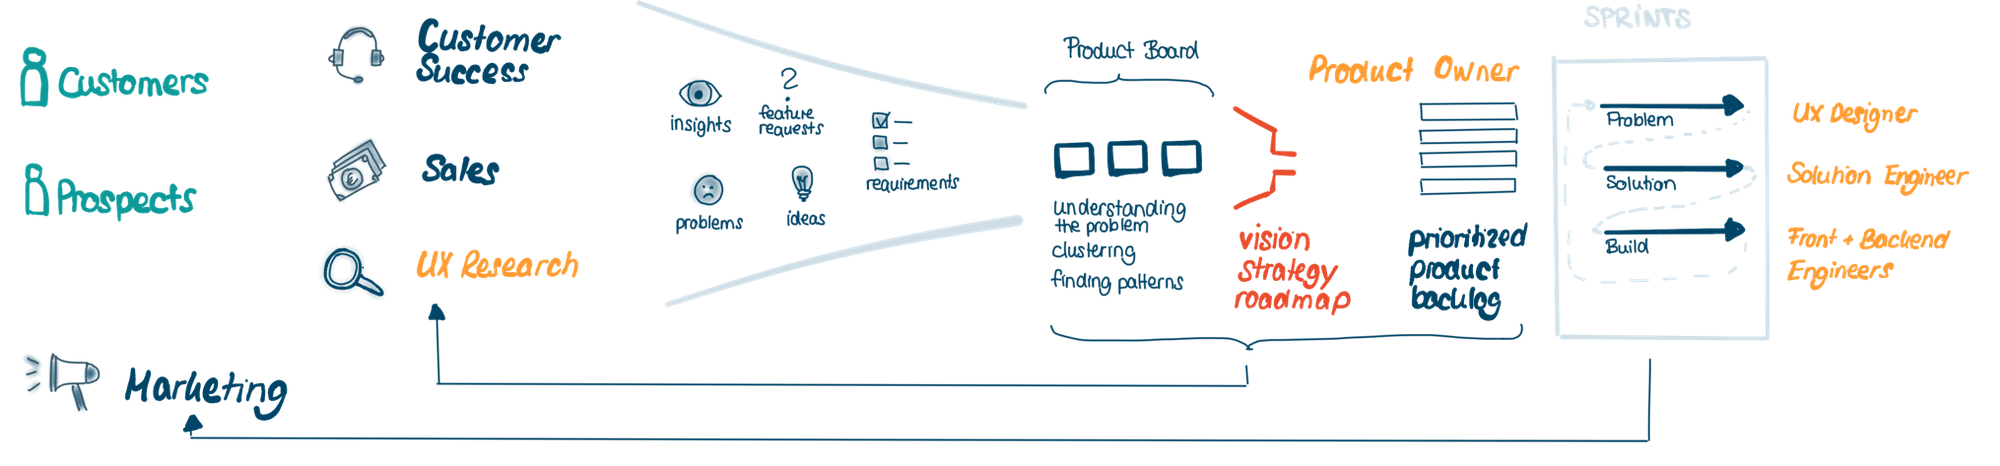 Customers
Prospects
Marketing
Customer
Success
Sales
UX Research
insights
?
feature
requests
problems
ideas
requirements
Product Board
understanding
the problem
clustering
finding patterns
vision
strategy
roadmap
Product Owner
prioritized
product
backlog
SPRINTS
Problem
Solution
Build
UX Designer
Solution Engineer
Front + Backend
Engineers